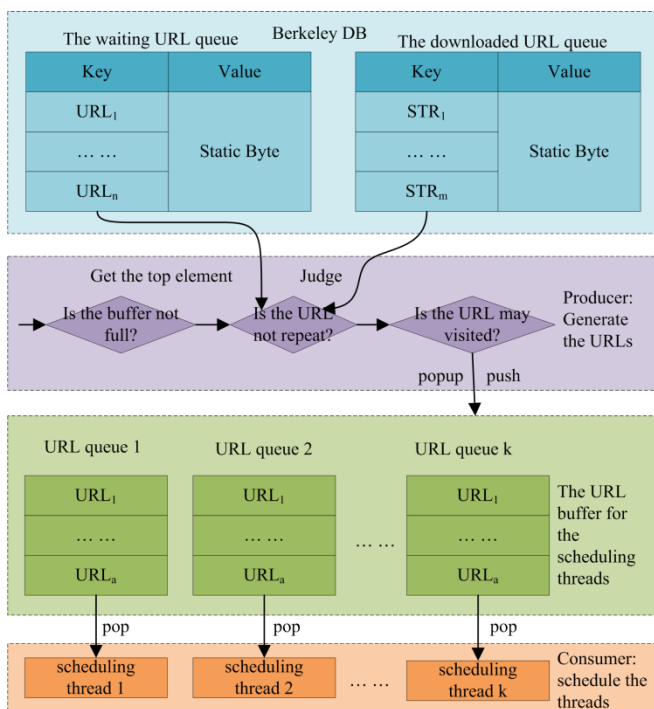 The waiting URL queue
Berkeley DB
The downloaded URL queue
Key Value
URL1
… …
URLn
Static Byte
Key Value
STR1
… …
STRm
Static Byte
Get the top element
Judge
Is the buffer not
full?
Is the URL
not repeat?
Is the URL may
visited?
Producer:
Generate
the URLs
popup push
URL queue 1
URL queue 2
URL queue k
URL1
… …
URLa
URL1
… …
URLa
… …
URL1
… …
URLa
The URL
buffer for
the
scheduling
threads
pop
pop
pop
scheduling
thread 1
scheduling
thread 2
… …
scheduling
thread k
Consumer:
schedule the
threads